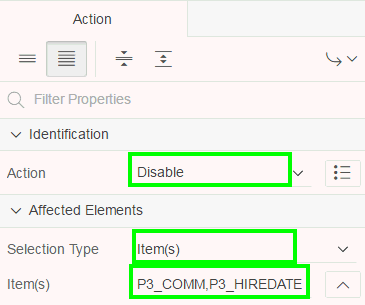 Action
Filter Properties
Identification
Action Disable
Affected Elements
Selection Type Item(s)
Item(s) P3_COMM,P3_HIREDATE